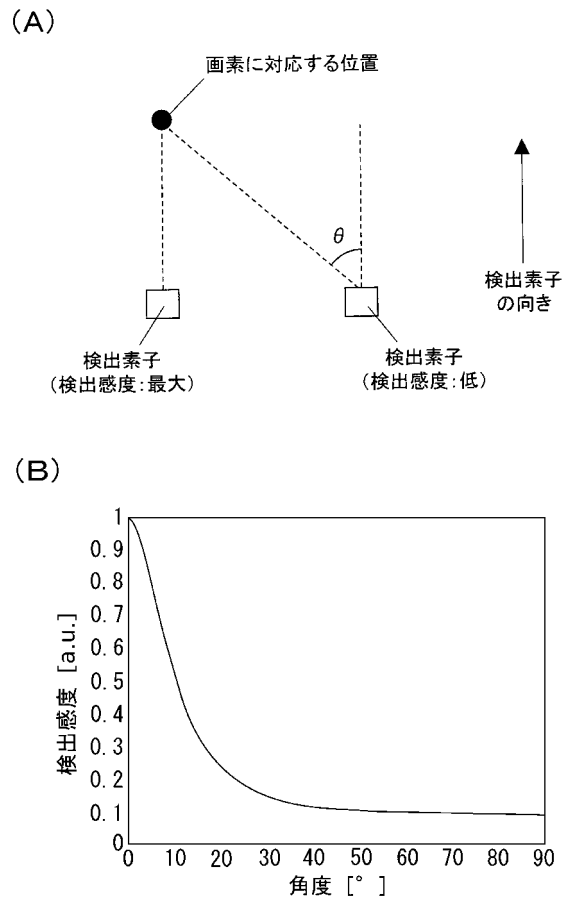 (A)
画素に対応する位置
θ
検出素子
の向き
検出素子
(検出感度:最大)
検出素子
(検出感度:低)
(B)
検出感度 [a.u.]
1
0.9
0.8
0.7
0.6
0.5
0.4
0.3
0.2
0.1
0
0 10 20 30 40 50 60 70 80 90
角度 [°]